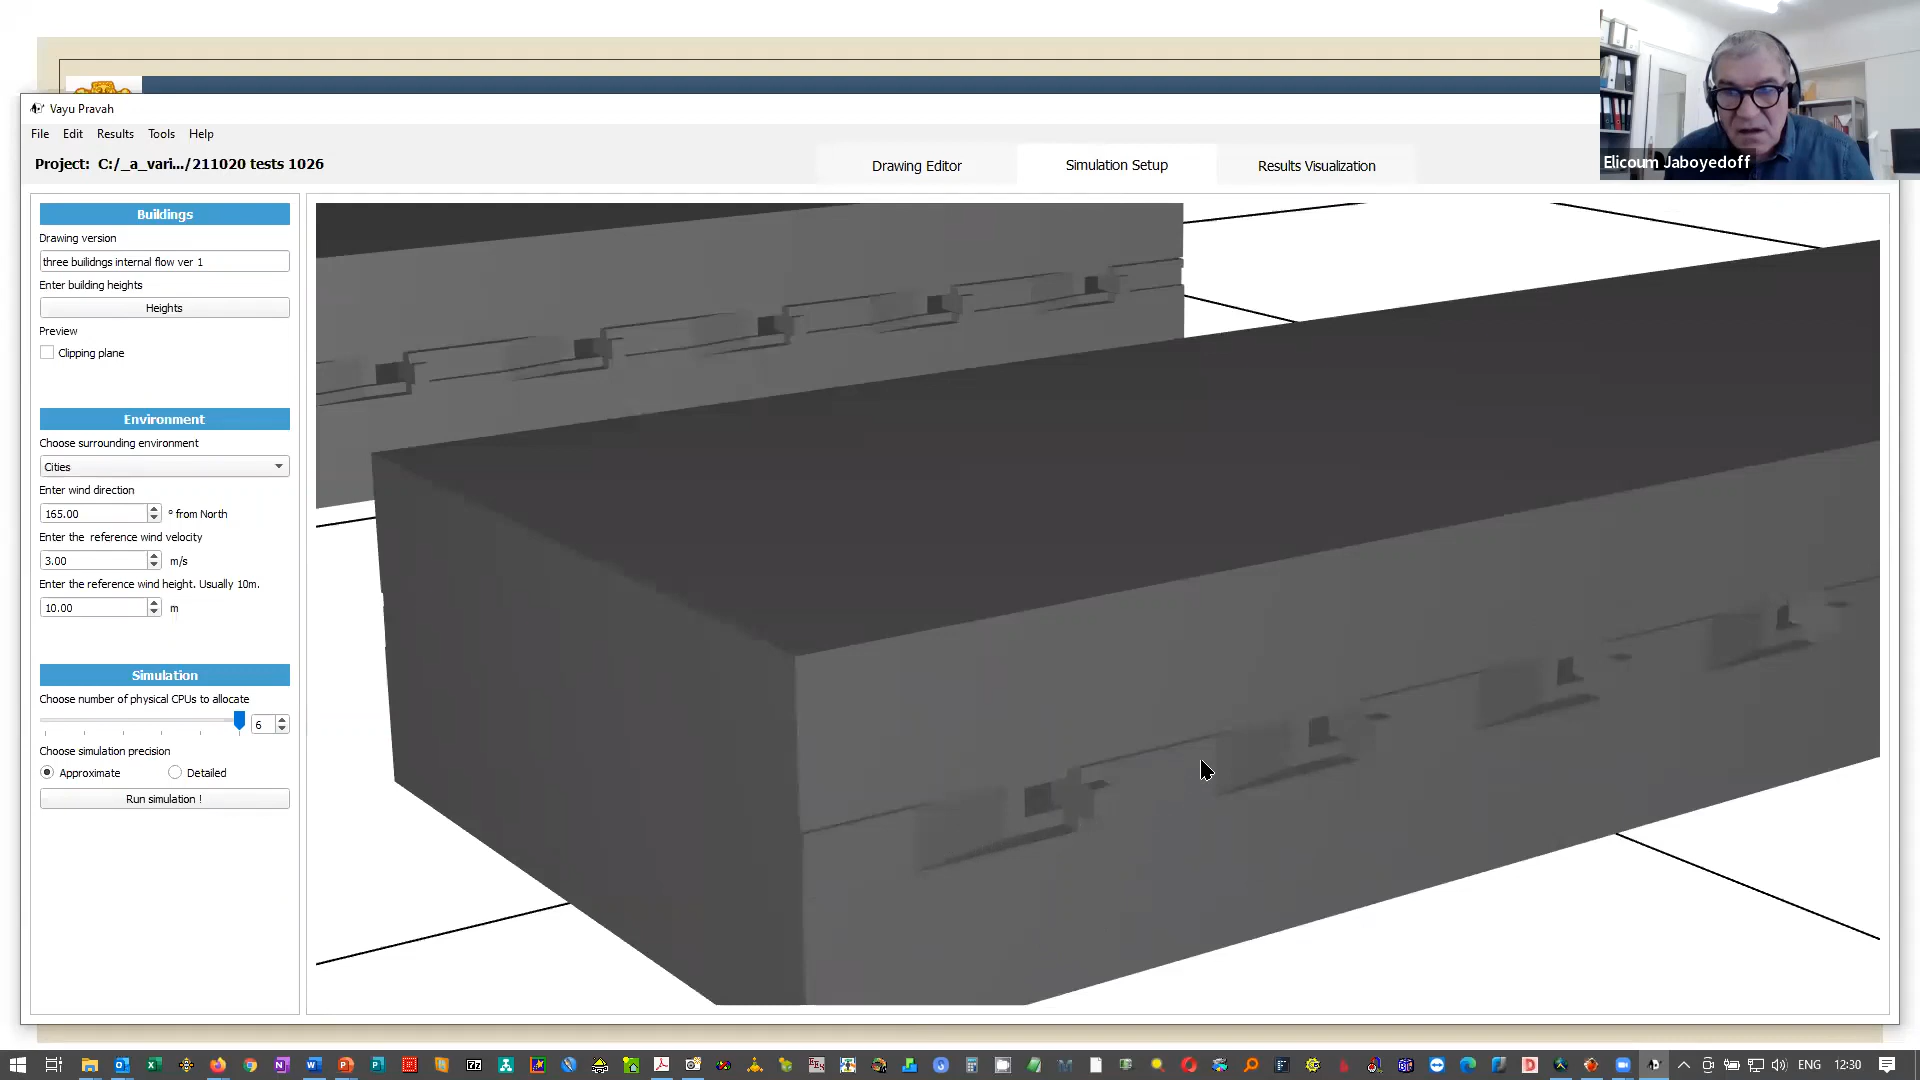 Elicoum Jaboyedoff
Vayu Pravah
File Edit Results Tools Help
Project: C:/_a_vari.../211020 tests 1026
Drawing Editor Simulation Setup Results Visualization
Buildings
Drawing version
three builidngs internal flow ver 1
Enter building heights
Heights
Preview
Clipping plane
Environment
Choose surrounding environment
Cities
Enter wind direction
165.00 ° from North
Enter the reference wind velocity
3.00 m/s
Enter the reference wind height. Usually 10m.
10.00 m
Simulation
Choose number of physical CPUs to allocate
6
Choose simulation precision
Approximate Detailed
Run simulation !
ENG 12:30